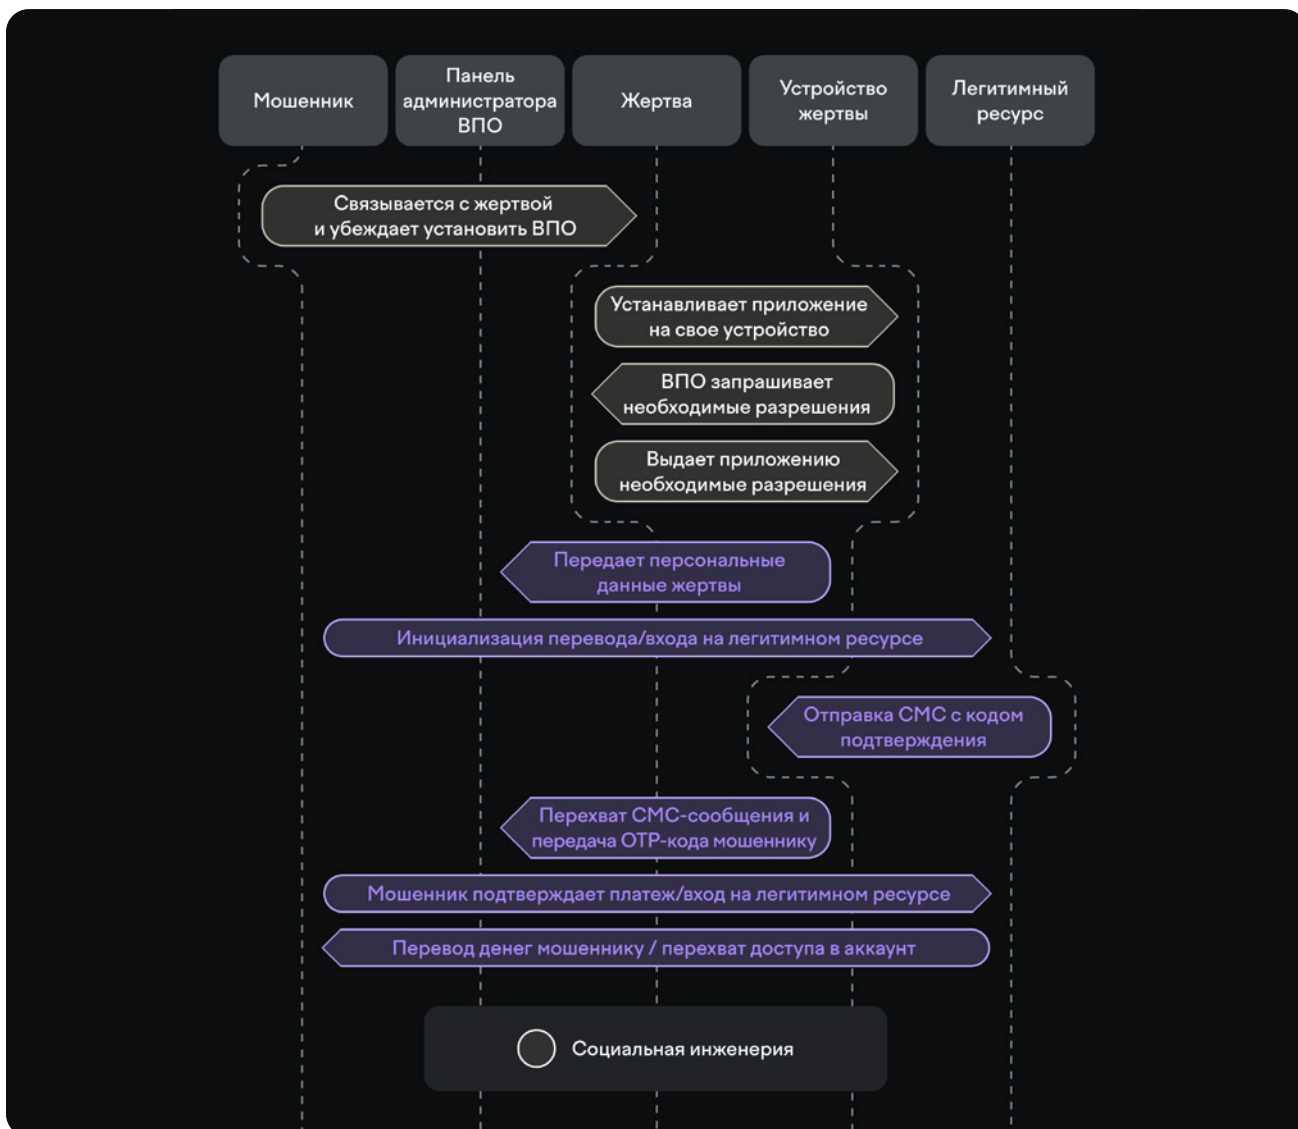 Мошенник
Панель
администратора
ВПО
Жертва
Устройство
жертвы
Легитимный
ресурс
Связывается с жертвой
и убеждает установить ВПО
Устанавливает приложение
на свое устройство
ВПО запрашивает
необходимые разрешения
Выдает приложению
необходимые разрешения
Передает персональные
данные жертвы
Инициализация перевода/входа на легитимном ресурсе
Отправка СМС с кодом
подтверждения
Перехват СМС-сообщения и
передача OTP-кода мошеннику
Мошенник подтверждает платеж/вход на легитимном ресурсе
Перевод денег мошеннику / перехват доступа в аккаунт
Социальная инженерия